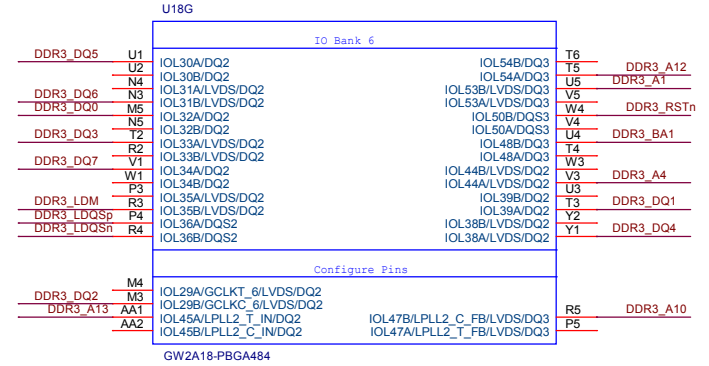 U18G
IO Bank 6
DDR3_DQ5 U1 IOL30A/DQ2 IOL54B/DQ3 T6
U2 IOL30B/DQ2 IOL54A/DQ3 T5 DDR3_A12
N4 IOL31A/LVDS/DQ2 IOL53B/LVDS/DQ3 U5 DDR3_A1
DDR3_DQ6 N3 IOL31B/LVDS/DQ2 IOL53A/LVDS/DQ3 V5
DDR3_DQ0 M5 IOL32A/DQ2 IOL50B/DQS3 W4 DDR3_RSTn
N5 IOL32B/DQ2 IOL50A/DQS3 V4
DDR3_DQ3 T2 IOL33A/LVDS/DQ2 IOL48B/DQ3 U4 DDR3_BA1
R2 IOL33B/LVDS/DQ2 IOL48A/DQ3 T4
DDR3_DQ7 V1 IOL34A/DQ2 IOL44B/LVDS/DQ2 W3
W1 IOL34B/DQ2 IOL44A/LVDS/DQ2 V3 DDR3_A4
P3 IOL35A/LVDS/DQ2 IOL39B/DQ2 U3
DDR3_LDM R3 IOL35B/LVDS/DQ2 IOL39A/DQ2 T3 DDR3_DQ1
DDR3_LDQSp P4 IOL36A/DQS2 IOL38B/LVDS/DQ2 Y2
DDR3_LDQSn R4 IOL36B/DQS2 IOL38A/LVDS/DQ2 Y1 DDR3_DQ4
Configure Pins
M4 IOL29A/GCLKT_6/LVDS/DQ2
DDR3_DQ2 M3 IOL29B/GCLKC_6/LVDS/DQ2
DDR3_A13 AA1 IOL45A/LPLL2_T_IN/DQ2 IOL47B/LPLL2_C_FB/LVDS/DQ3 R5 DDR3_A10
AA2 IOL45B/LPLL2_C_IN/DQ2 IOL47A/LPLL2_T_FB/LVDS/DQ3 P5
GW2A18-PBGA484